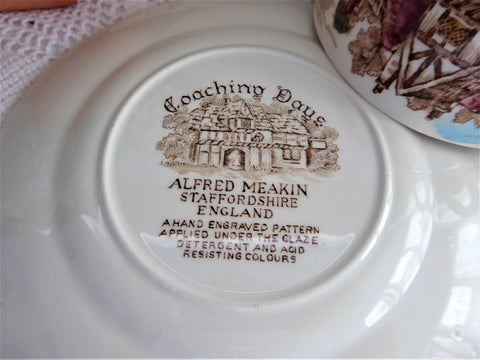 Coaching Days
ALFRED MEAKIN
STAFFORDSHIRE
ENGLAND
A HAND ENGRAVED PATTERN
APPLIED UNDER THE GLAZE.
DETERGENT AND ACID
RESISTING COLOURS